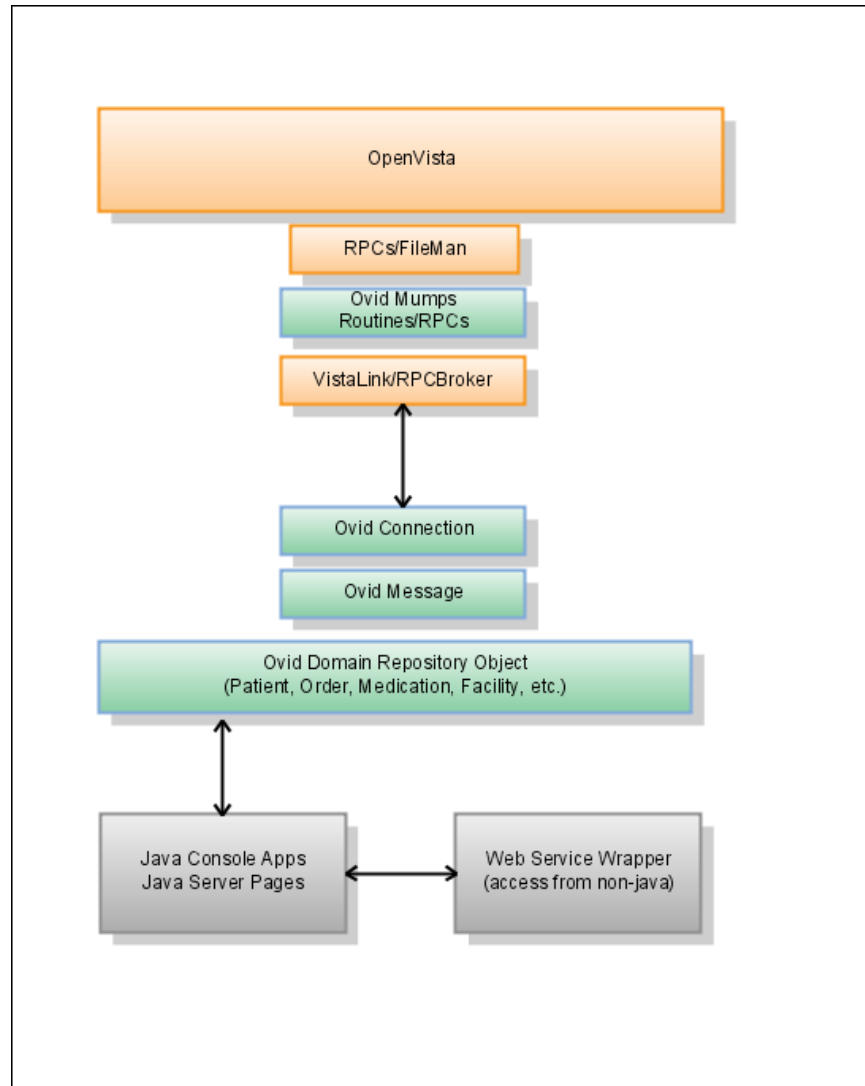 OpenVista
RPCs/FileMan
Ovid Mumps
Routines/RPCs
VistaLink/RPCBroker
Ovid Connection
Ovid Message
Ovid Domain Repository Object
(Patient, Order, Medication, Facility, etc.)
Java Console Apps
Java Server Pages
Web Service Wrapper
(access from non-java)